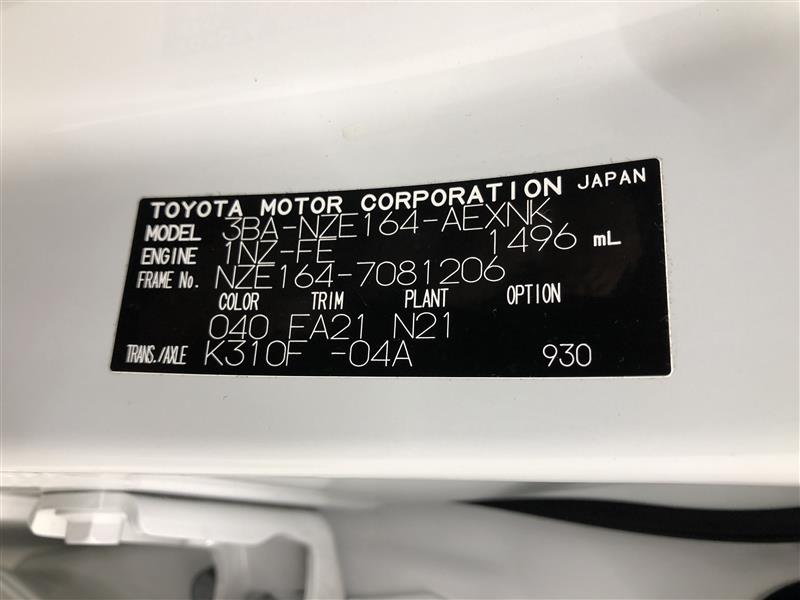 TOYOTA MOTOR CORPORATION JAPAN
MODEL 3BA-NZE164-AEXNK
ENGINE 1NZ-FE 1496 mL
FRAME No. NZE164-7081206
COLOR TRIM PLANT OPTION
040 FA21 N21
TRANS./AXLE K310F -04A 930